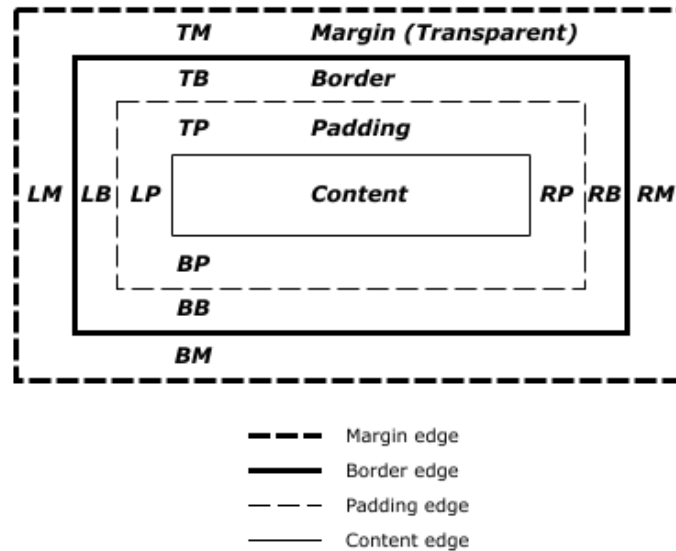 TM Margin (Transparent)
TB Border
TP Padding
LM LB LP Content RP RB RM
BP
BB
BM
Margin edge
Border edge
Padding edge
Content edge